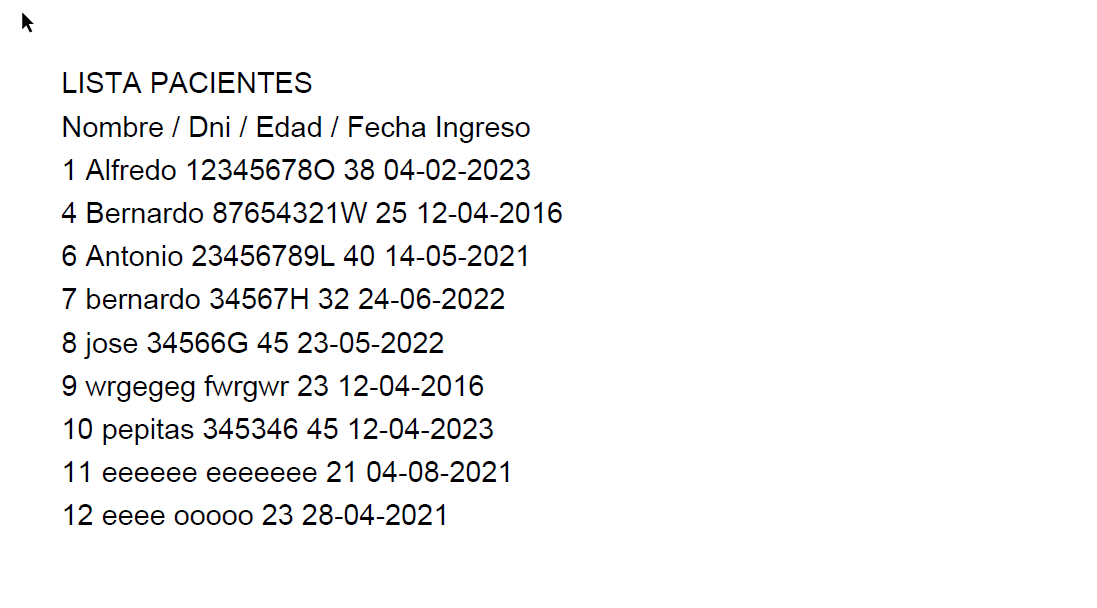 LISTA PACIENTES
Nombre / Dni / Edad / Fecha Ingreso
1 Alfredo 12345678O 38 04-02-2023
4 Bernardo 87654321W 25 12-04-2016
6 Antonio 23456789L 40 14-05-2021
7 bernardo 34567H 32 24-06-2022
8 jose 34566G 45 23-05-2022
9 wrgegeg fwrgwr 23 12-04-2016
10 pepitas 345346 45 12-04-2023
11 eeeeee eeeeeee 21 04-08-2021
12 eeee ooooo 23 28-04-2021